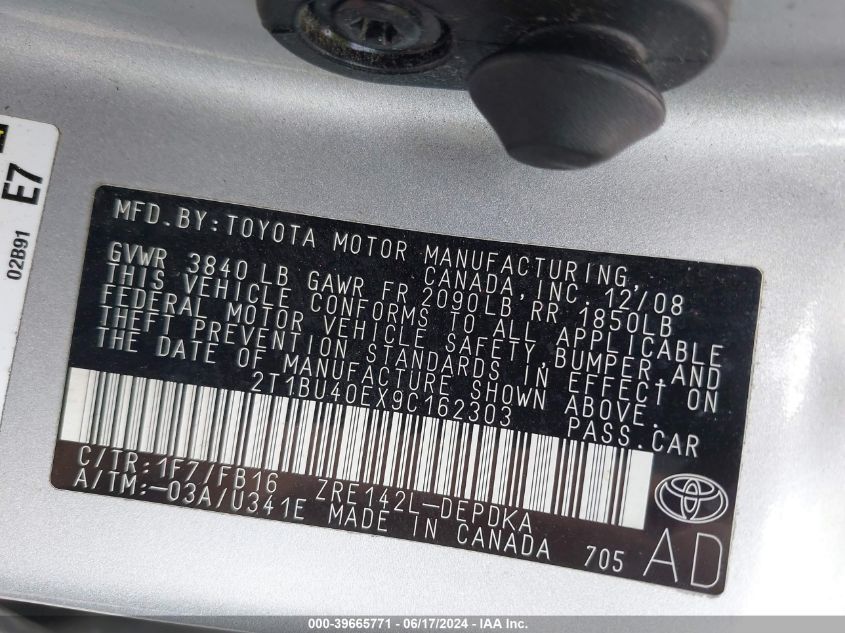 E7
02B91
MFD.BY:TOYOTA MOTOR MANUFACTURING,
CANADA, INC. 12/08
GVWR 3840 LB GAWR FR 2090LB RR 1850LB
THIS VEHICLE CONFORMS TO ALL APPLICABLE
FEDERAL MOTOR VEHICLE SAFETY, BUMPER, AND
THEFT PREVENTION STANDARDS IN EFFECT ON
THE DATE OF MANUFACTURE SHOWN ABOVE.
2T1BU40EX9C162303 PASS.CAR
C/TR:1F7/FB16 ZRE142L-DEPDKA
A/TM:-03A/U341E MADE IN CANADA 705
AD
000-39665771 - 06/17/2024 - IAA Inc.